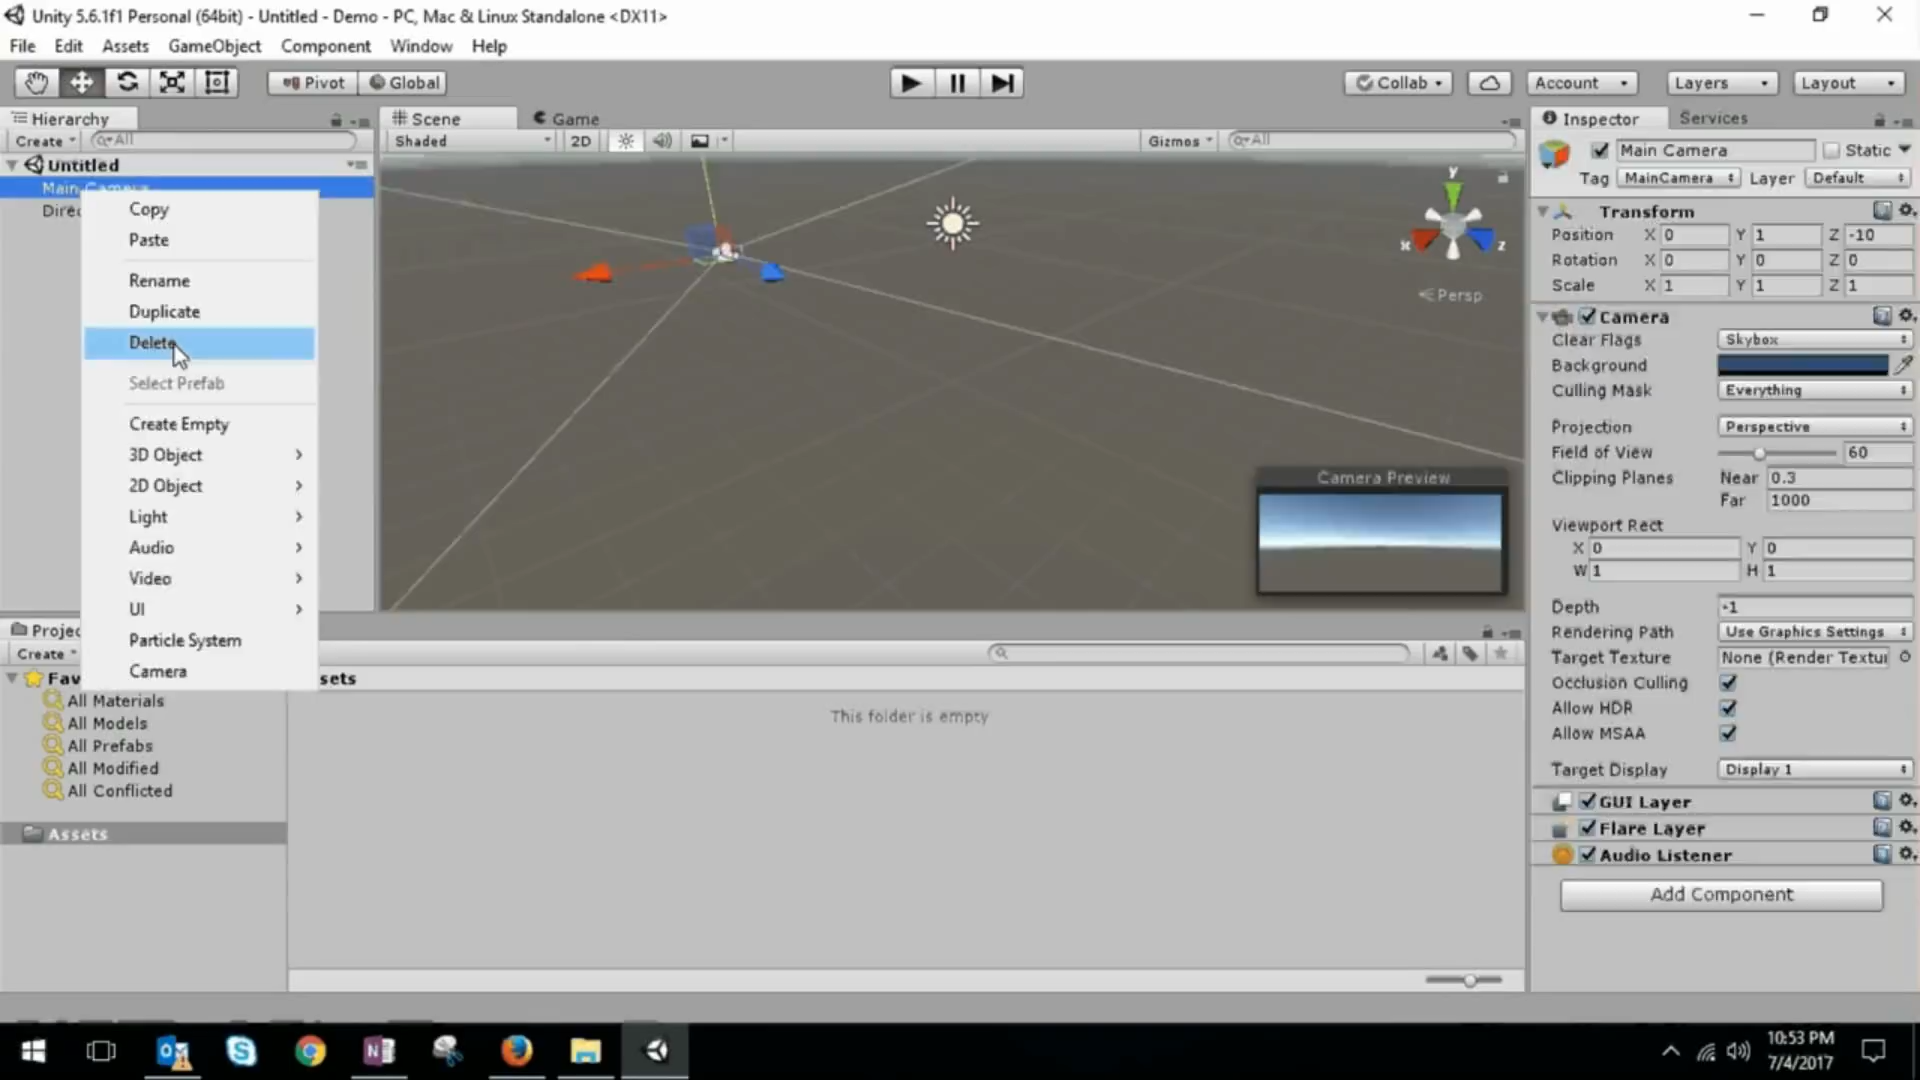 Unity 5.6.1f1 Personal (64bit) - Untitled - Demo - PC, Mac & Linux Standalone <DX11>
File Edit Assets GameObject Component Window Help
Pivot Global Collab Account Layers Layout
Hierarchy
Create All
Untitled
Main Camera
Direc
Copy
Paste
Rename
Duplicate
Delete
Select Prefab
Create Empty
3D Object
2D Object
Light
Audio
Video
UI
Particle System
Camera
Scene Game
Shaded 2D Gizmos All
y
x z
Persp
Camera Preview
Projec
Create
Fav
All Materials
All Models
All Prefabs
All Modified
All Conflicted
Assets
sets
This folder is empty
Inspector Services
Main Camera Static
Tag MainCamera Layer Default
Transform
Position X 0 Y 1 Z -10
Rotation X 0 Y 0 Z 0
Scale X 1 Y 1 Z 1
Camera
Clear Flags Skybox
Background
Culling Mask Everything
Projection Perspective
Field of View 60
Clipping Planes Near 0.3
Far 1000
Viewport Rect
X 0 Y 0
W 1 H 1
Depth -1
Rendering Path Use Graphics Settings
Target Texture None (Render Textur
Occlusion Culling
Allow HDR
Allow MSAA
Target Display Display 1
GUI Layer
Flare Layer
Audio Listener
Add Component
10:53 PM
7/4/2017